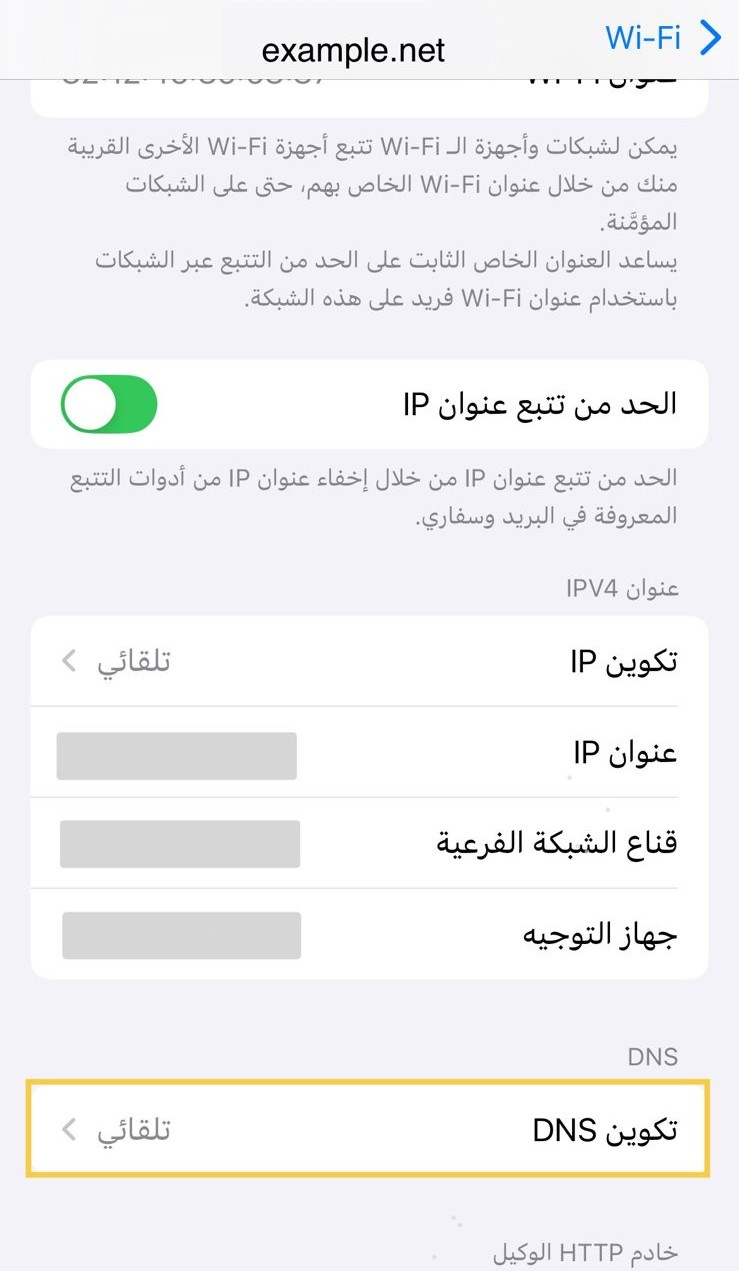 Wi-Fi
example.net
عنوان Wi-Fi
يمكن لشبكات وأجهزة الـ Wi-Fi تتبع أجهزة Wi-Fi الأخرى القريبة
منك من خلال عنوان Wi-Fi الخاص بهم، حتى على الشبكات
المؤمَّنة.
يساعد العنوان الخاص الثابت على الحد من التتبع عبر الشبكات
باستخدام عنوان Wi-Fi فريد على هذه الشبكة.
الحد من تتبع عنوان IP
الحد من تتبع عنوان IP من خلال إخفاء عنوان IP من أدوات التتبع
المعروفة في البريد وسفاري.
عنوان IPV4
تكوين IP تلقائي
عنوان IP
قناع الشبكة الفرعية
جهاز التوجيه
DNS
تكوين DNS تلقائي
خادم HTTP الوكيل